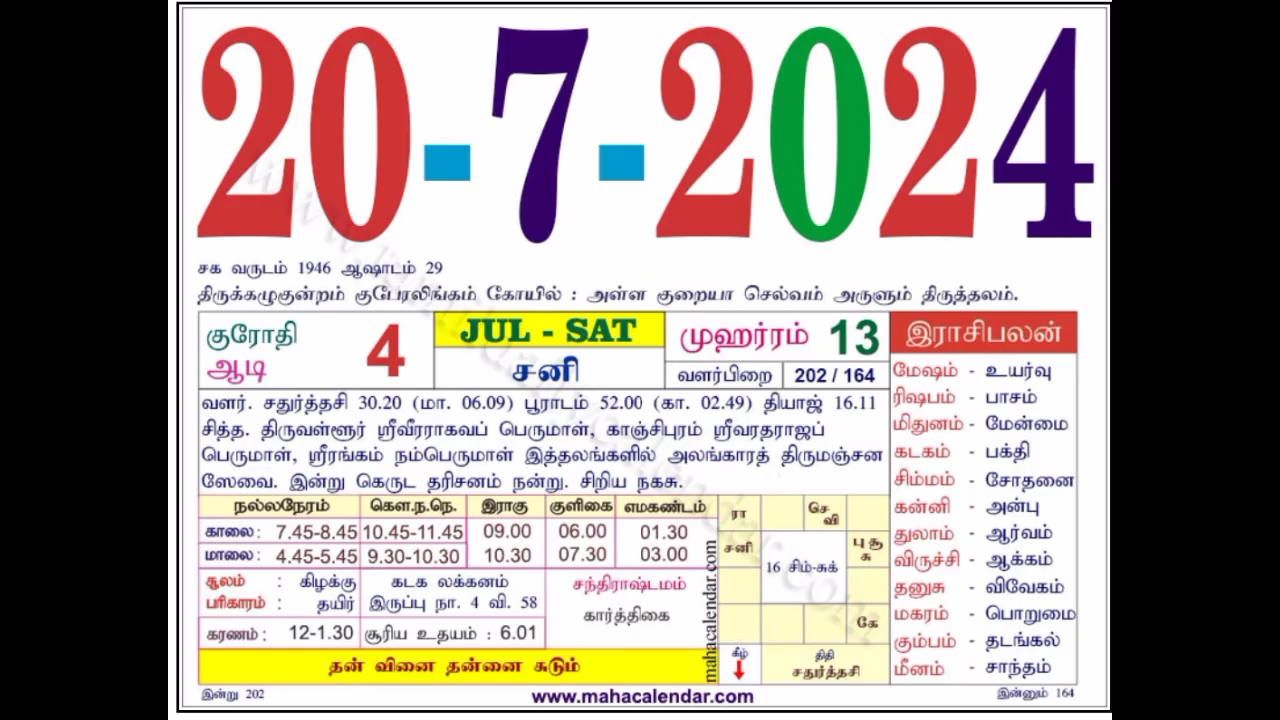 20-7-2024
சக வருடம் 1946 ஆஷாடம் 29
திருக்கழுகுன்றம் குபேரலிங்கம் கோயில் : அள்ள குறையா செல்வம் அருளும் திருத்தலம்.
குரோதி 4 JUL - SAT முஹர்ரம் 13 இராசிபலன்
ஆடி சனி வளர்பிறை 202 / 164
வளர். சதுர்த்தசி 30.20 (மா. 06.09) பூராடம் 52.00 (கா. 02.49) தியாஜ் 16.11
சித்த. திருவள்ளூர் ஸ்ரீவீரராகவப் பெருமாள், காஞ்சிபுரம் ஸ்ரீவரதராஜப்
பெருமாள், ஸ்ரீரங்கம் நம்பெருமாள் இத்தலங்களில் அலங்காரத் திருமஞ்சன
ஸேவை. இன்று கெருட தரிசனம் நன்று. சிறிய நகசு.
மேஷம் - உயர்வு
ரிஷபம் - பாசம்
மிதுனம் - மேன்மை
கடகம் - பக்தி
சிம்மம் - சோதனை
கன்னி - அன்பு
துலாம் - ஆர்வம்
விருச்சி - ஆக்கம்
தனுசு - விவேகம்
மகரம் - பொறுமை
கும்பம் - தடங்கல்
மீனம் - சாந்தம்
நல்லநேரம் கௌ.ந.நெ. இராகு குளிகை எமகண்டம்
காலை: 7.45-8.45 10.45-11.45 09.00 06.00 01.30
மாலை: 4.45-5.45 9.30-10.30 10.30 07.30 03.00
சூலம் : கிழக்கு கடக லக்கனம் சந்திராஷ்டமம்
பரிகாரம் : தயிர் இருப்பு நா. 4 வி. 58 கார்த்திகை
கரணம் : 12-1.30 சூரிய உதயம் : 6.01
தன் வினை தன்னை சுடும்
mahacalendar.com
ரா செவி
சனி 16 சிம்-சுக் பு சூ சு
கே
கீழ் திதி
சதுர்த்தசி
இன்று 202 www.mahacalendar.com இன்னும் 164